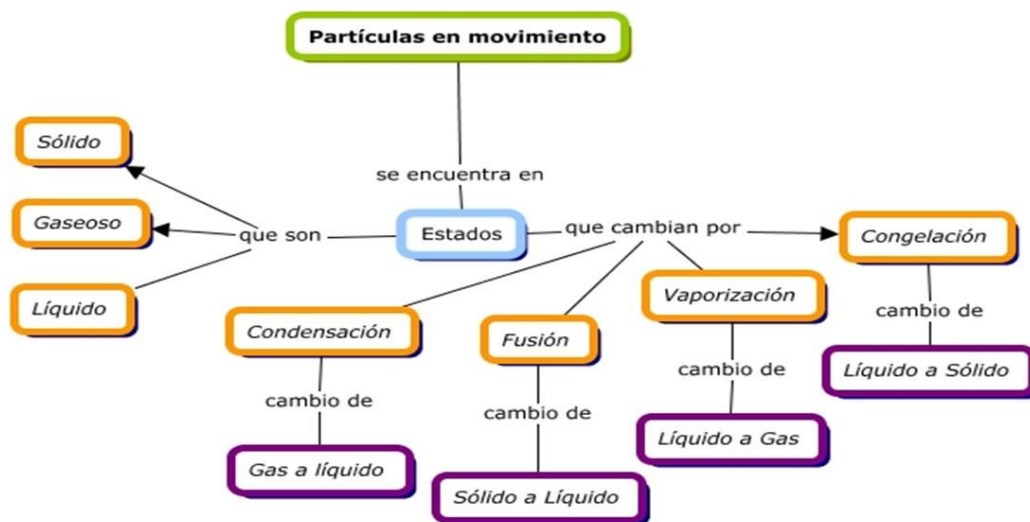 Partículas en movimiento
se encuentra en
Estados
que son
Sólido
Gaseoso
Líquido
que cambian por
Condensación
cambio de
Gas a líquido
Fusión
cambio de
Sólido a Líquido
Vaporización
cambio de
Líquido a Gas
Congelación
cambio de
Líquido a Sólido